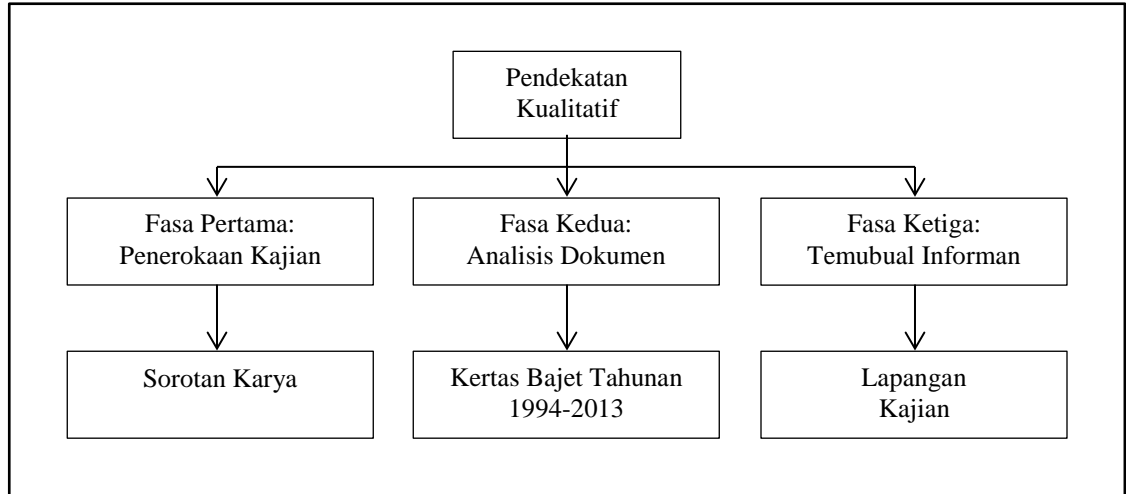 Pendekatan
Kualitatif
Fasa Pertama:
Penerokaan Kajian
Fasa Kedua:
Analisis Dokumen
Fasa Ketiga:
Temubual Informan
Sorotan Karya
Kertas Bajet Tahunan
1994-2013
Lapangan
Kajian